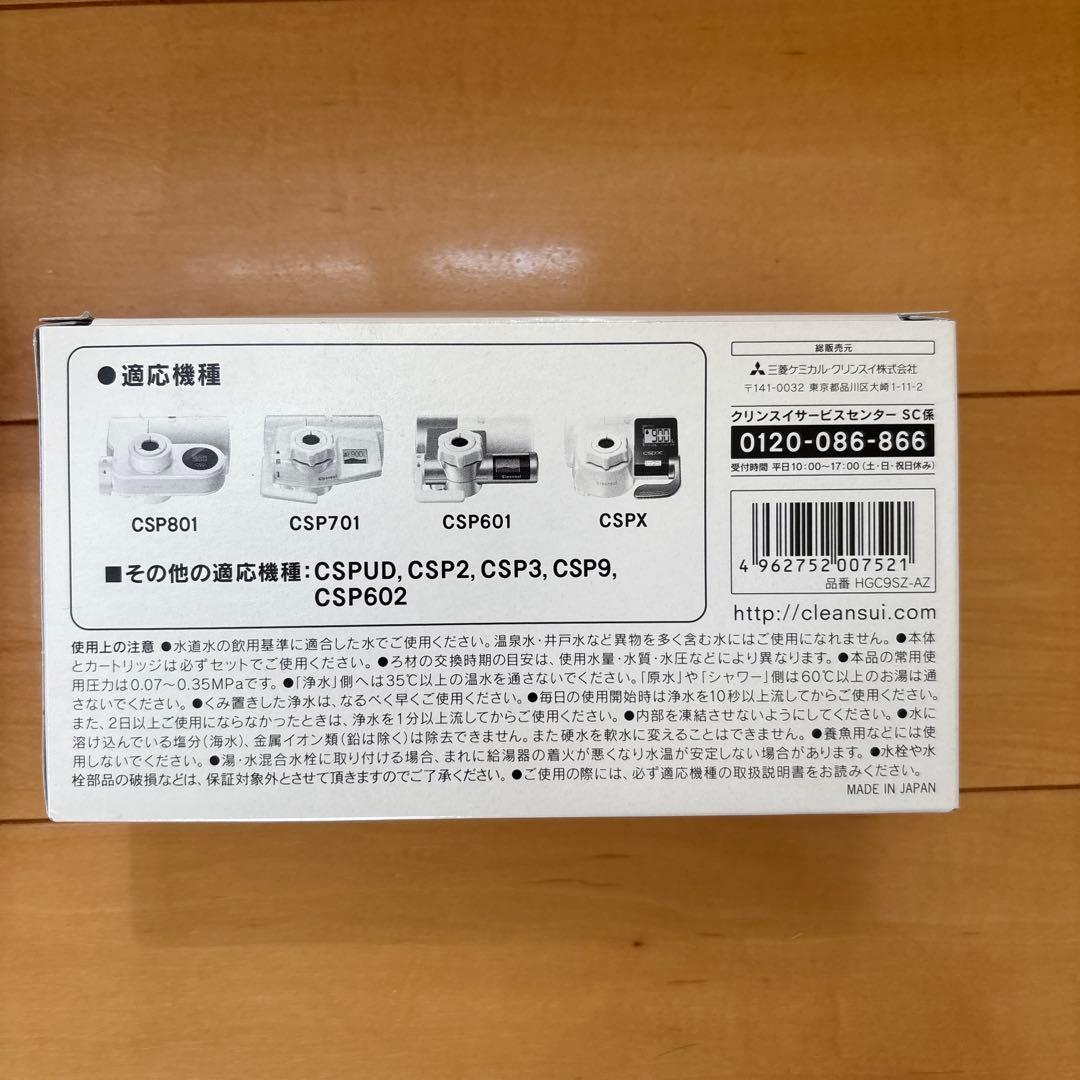 ●適応機種
CSP801
CSP701
CSP601
CSPX
■その他の適応機種：CSPUD, CSP2, CSP3, CSP9,
CSP602
総販売元
三菱ケミカル・クリンスイ株式会社
〒141-0032 東京都品川区大崎1-11-2
クリンスイサービスセンター SC係
0120-086-866
受付時間 平日10：00〜17：00（土・日・祝日休み）
4 962752 007521
品番 HGC9SZ-AZ
http://cleansui.com
使用上の注意 ●水道水の飲用基準に適合した水でご使用ください。温泉水・井戸水など異物を多く含む水にはご使用になれません。●本体
とカートリッジは必ずセットでご使用ください。●ろ材の交換時期の目安は、使用水量・水質・水圧などにより異なります。●本品の常用使
用圧力は0.07〜0.35MPaです。●「浄水」側へは35℃以上の温水を通さないでください。「原水」や「シャワー」側は60℃以上のお湯は通
さないでください。●くみ置きした浄水は、なるべく早くご使用ください。●毎日の使用開始時は浄水を10秒以上流してからご使用ください。
また、2日以上ご使用にならなかったときは、浄水を1分以上流してからご使用ください。●内部を凍結させないようにしてください。●水に
溶け込んでいる塩分（海水）、金属イオン類（鉛は除く）は除去できません。また硬水を軟水に変えることはできません。●養魚用などには使
用しないでください。●湯・水混合水栓に取り付ける場合、まれに給湯器の着火が悪くなり水温が安定しない場合があります。●水栓や水
栓部品の破損などは、保証対象外とさせて頂きますのでご了承ください。●ご使用の際には、必ず適応機種の取扱説明書をお読みください。
MADE IN JAPAN